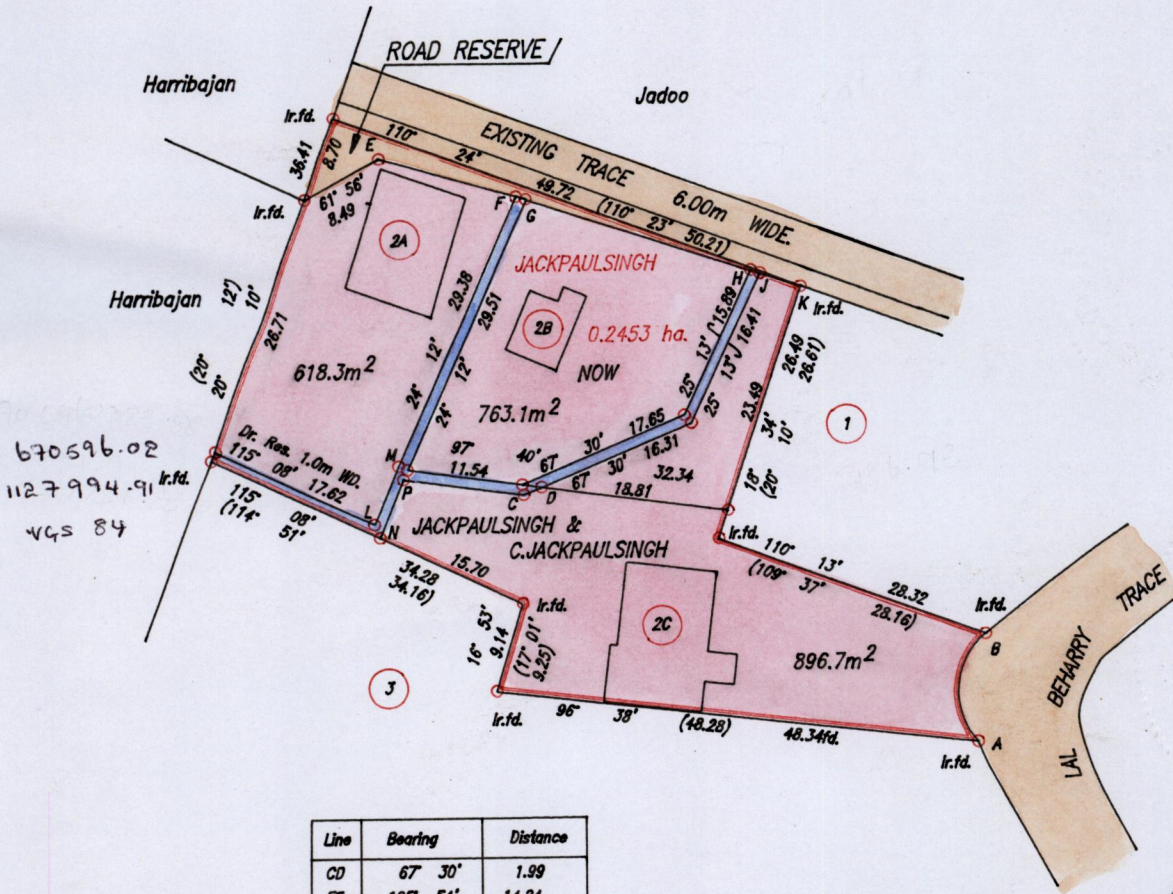 ROAD RESERVE
Harribajan
Jadoo
Ir.fd.
110° 24'
EXISTING TRACE 6.00m WIDE.
49.72
(110° 23' 50.21)
36.41
8.70
E
61° 56'
8.49
Ir.fd.
2A
F
G
JACKPAULSINGH
H
J
K
Ir.fd.
Harribajan
12')
10'
26.71
(20°
20°
29.38
29.51
12'
12'
24°
24°
2B
0.2453 ha.
NOW
618.3m²
763.1m²
13' ('15.89
13'J 16.41
25°
25°
26.49
26.61)
23.49
34'
10'
18°
(20°
1
17.65
30'
16.31
30'
67°
67°
32.34
18.81
97° 40'
11.54
M
P
C
D
670596.02
1127994.91
WGS 84
Ir.fd.
Dr. Res. 1.0m WD.
115° 08'
17.62
115° 08'
(114° 51'
L
N
JACKPAULSINGH &
C.JACKPAULSINGH
Ir.fd.
110° 13'
(109° 37'
28.32
28.16)
Ir.fd.
B
34.28
34.16)
15.70
Ir.fd.
16° 53'
9.14
(17° 01'
9.25)
2C
896.7m²
3
Ir.fd.
96° 38'
(48.28)
48.34fd.
Ir.fd.
A
LAL BEHARRY TRACE
Line Bearing Distance
CD 67° 30' 1.99